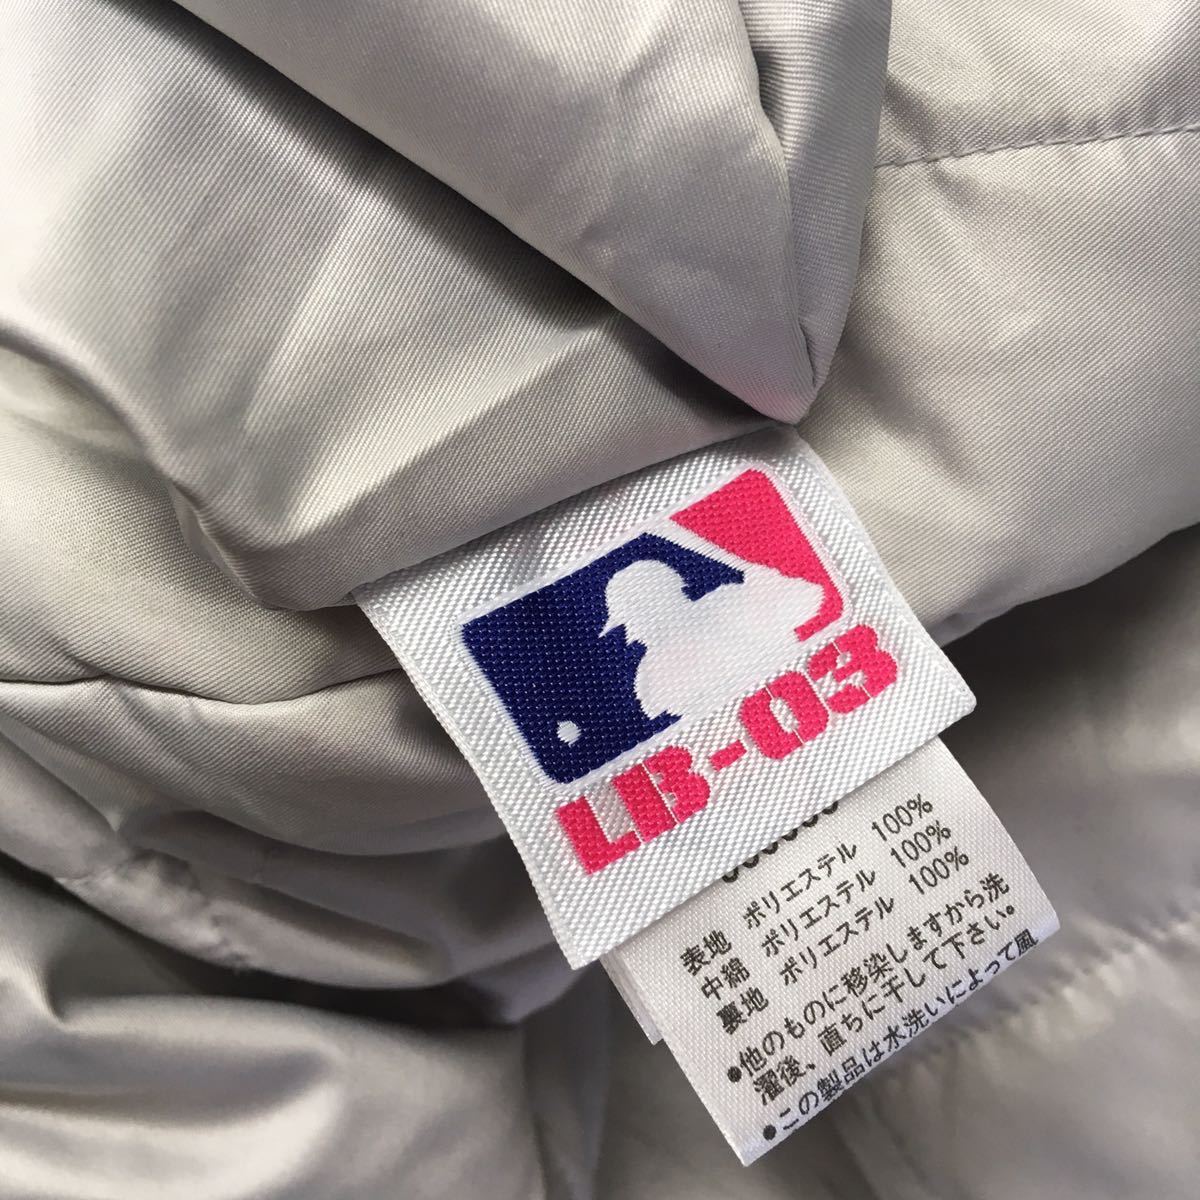 LB-03
表地 ポリエステル 100%
中綿 ポリエステル 100%
裏地 ポリエステル 100%
●他のものに移染しますから洗
濯後、直ちに干して下さい。
●この製品は水洗いによって風